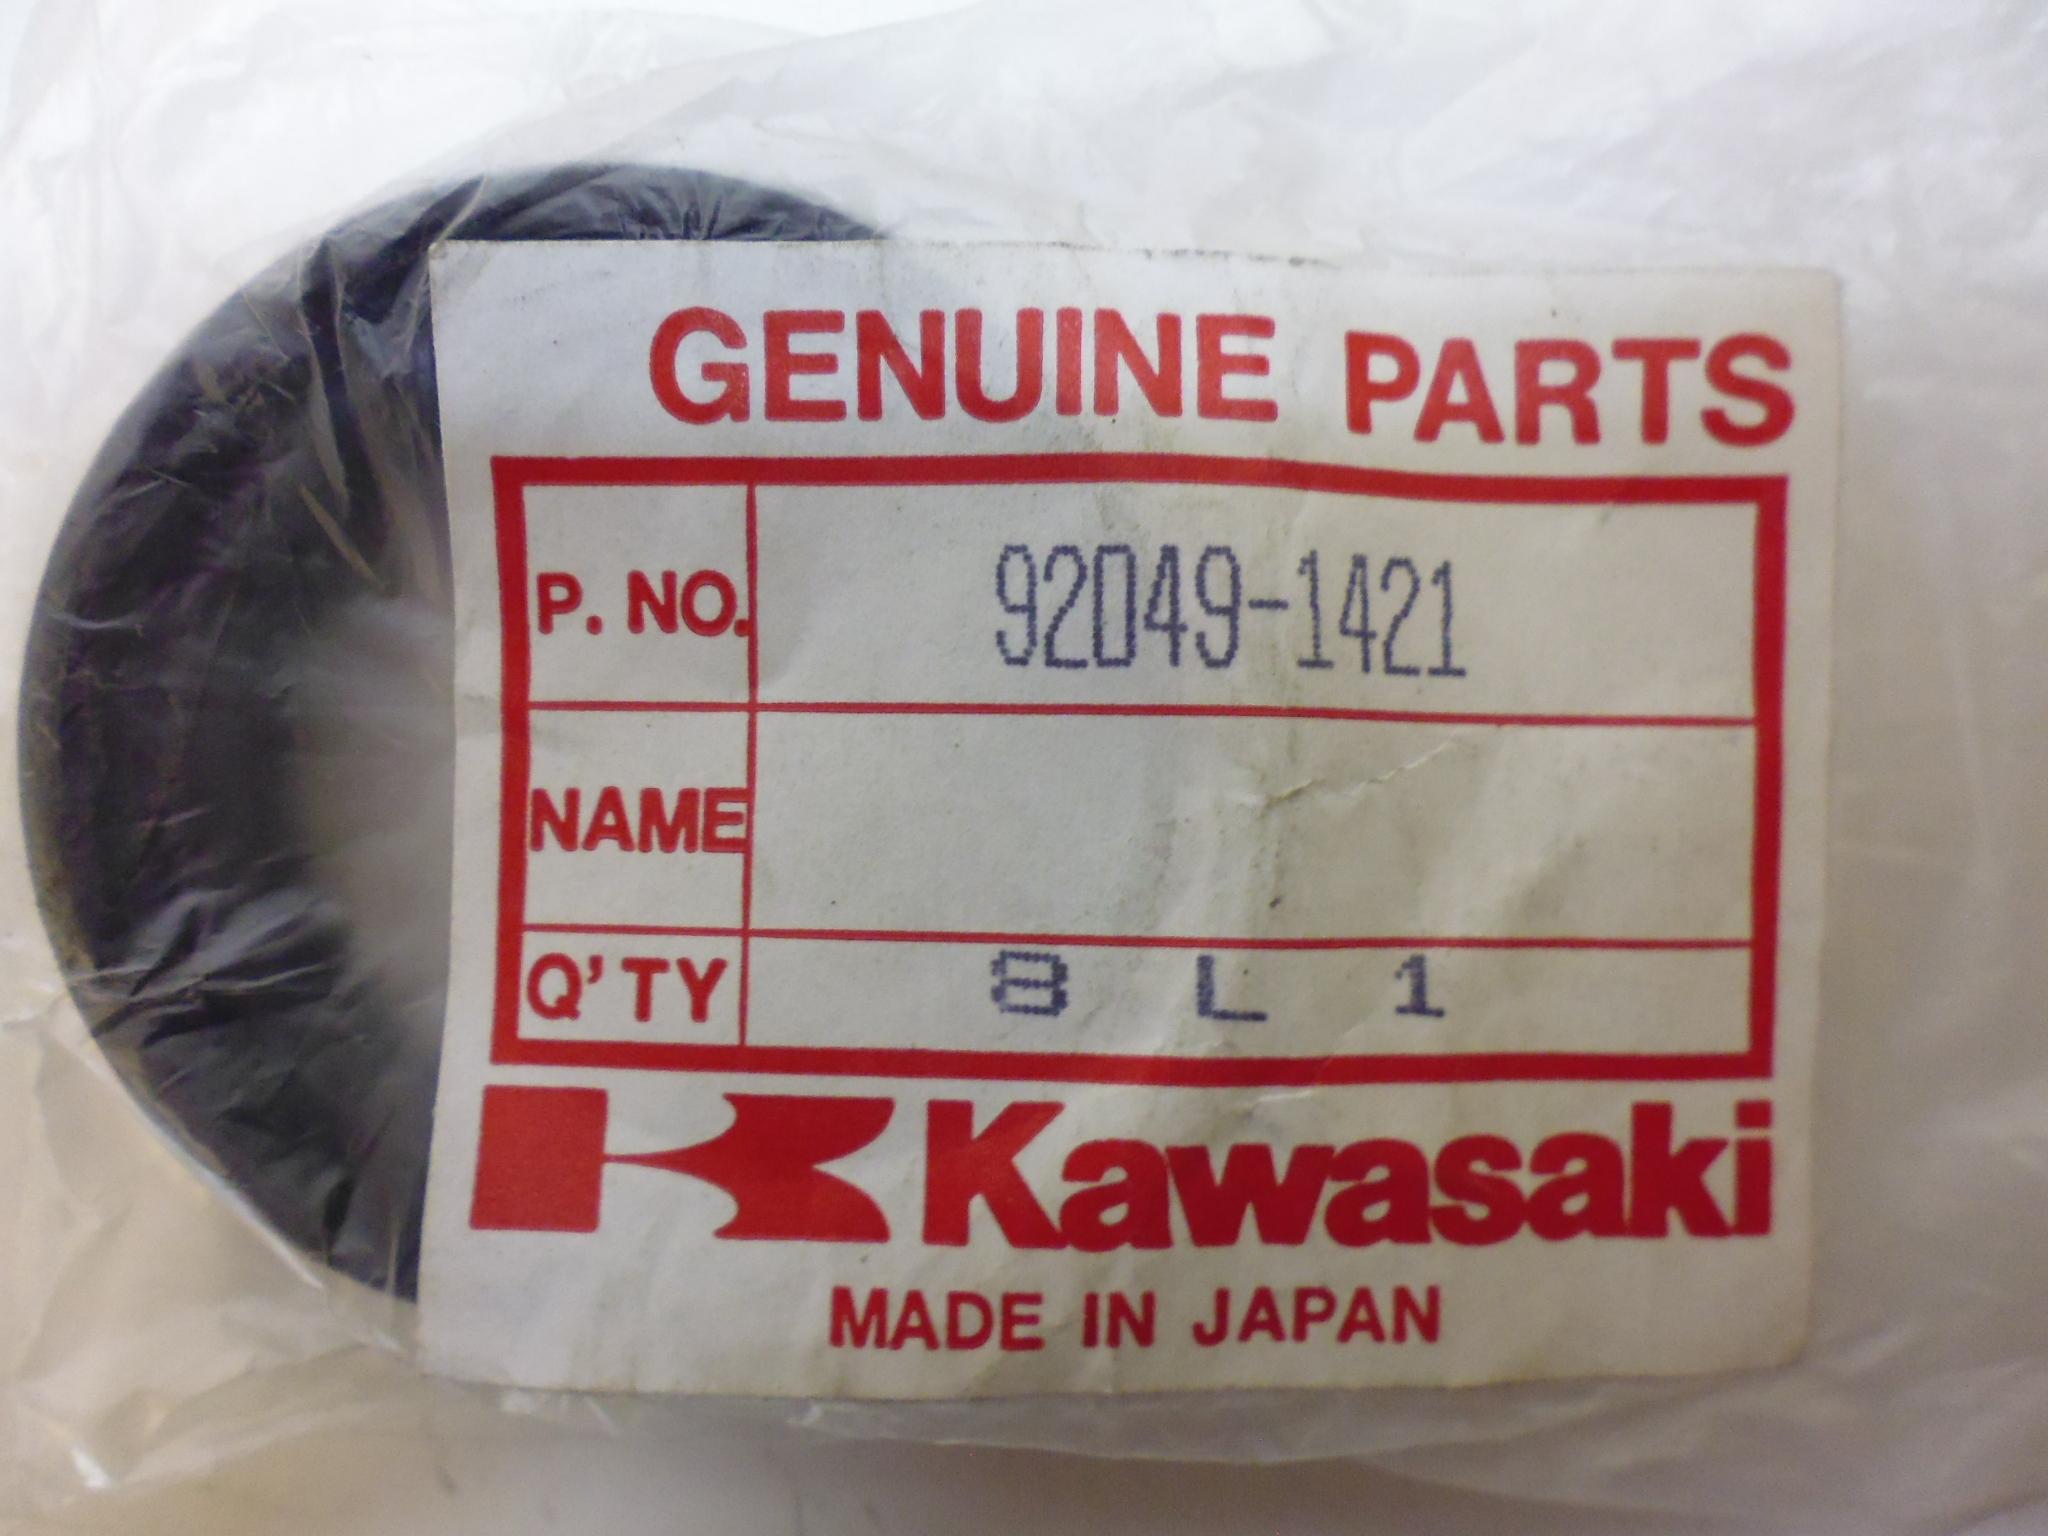 GENUINE PARTS
P. NO. 92049-1421
NAME
Q'TY 8 L 1
Kawasaki
MADE IN JAPAN